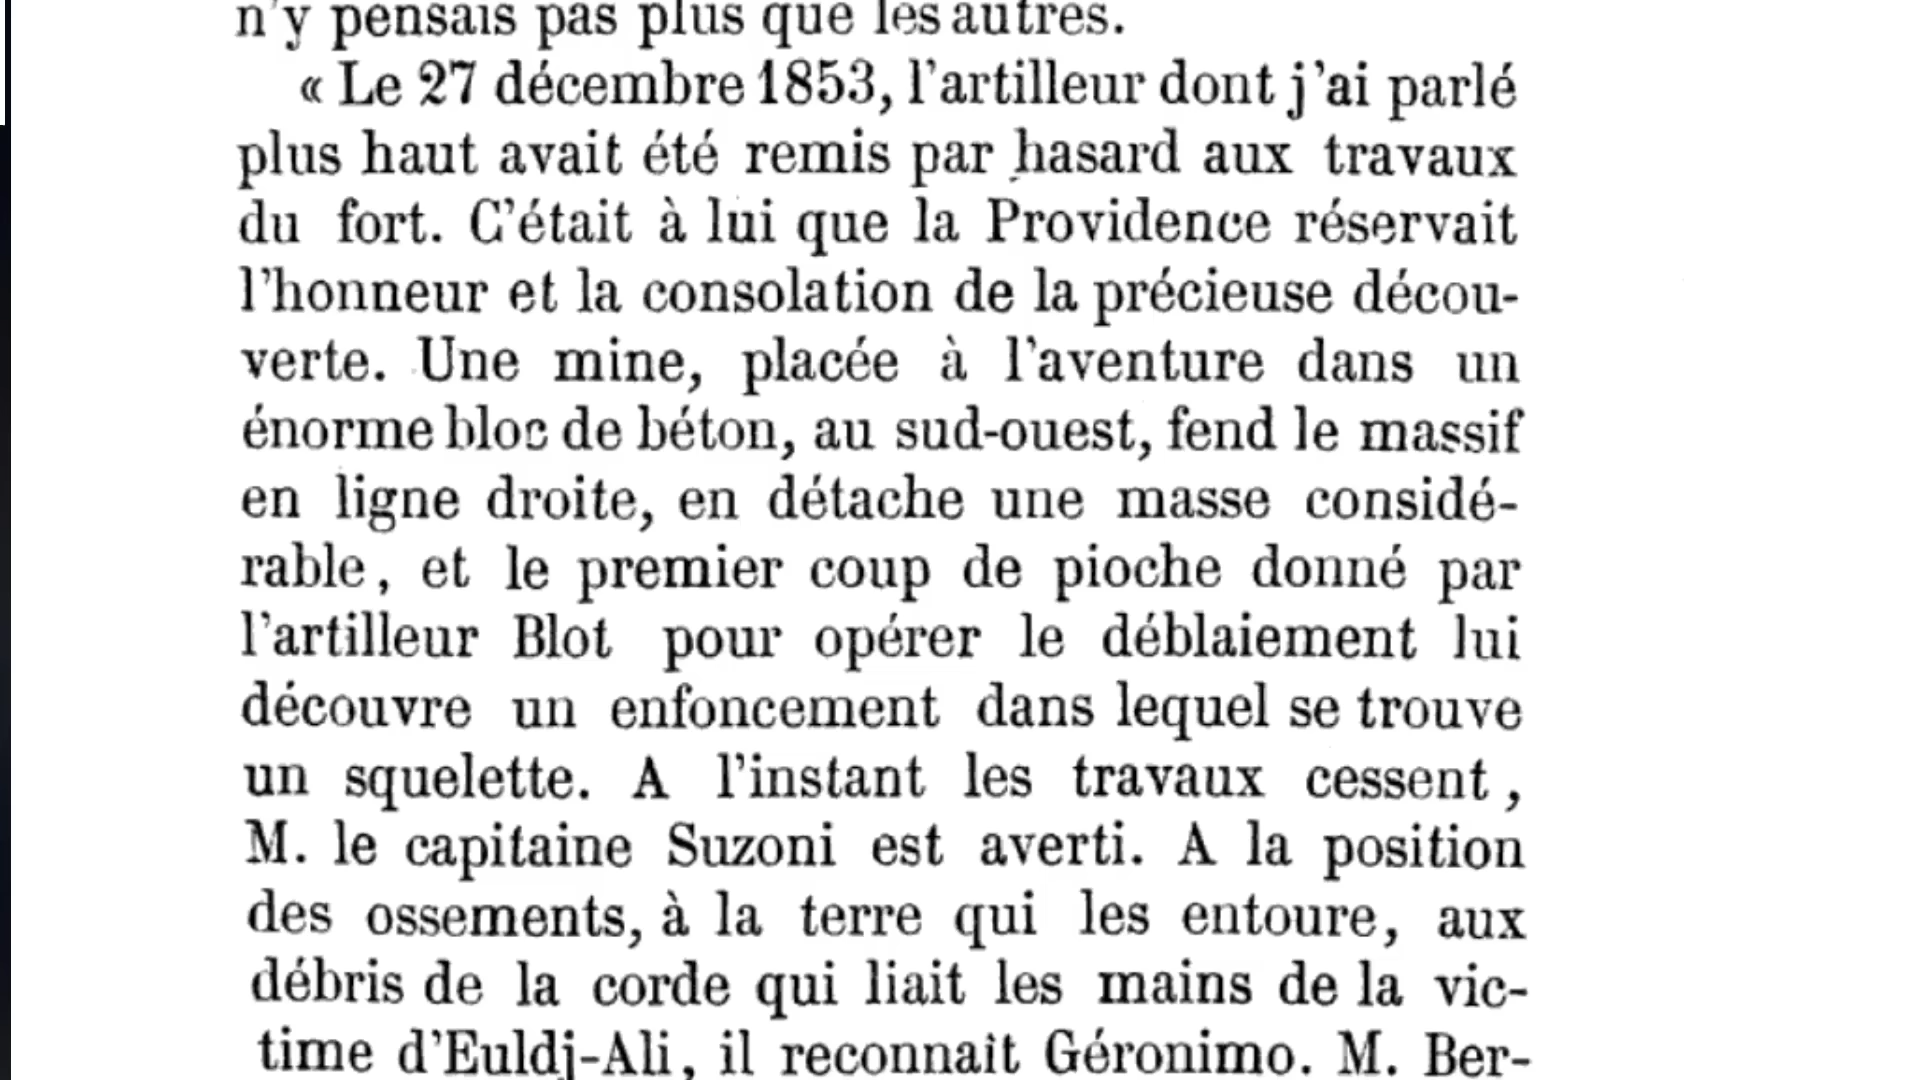 n'y pensais pas plus que les autres.
« Le 27 décembre 1853, l'artilleur dont j'ai parlé
plus haut avait été remis par hasard aux travaux
du fort. C'était à lui que la Providence réservait
l'honneur et la consolation de la précieuse décou-
verte. Une mine, placée à l'aventure dans un
énorme bloc de béton, au sud-ouest, fend le massif
en ligne droite, en détache une masse considé-
rable, et le premier coup de pioche donné par
l'artilleur Blot pour opérer le déblaiement lui
découvre un enfoncement dans lequel se trouve
un squelette. A l'instant les travaux cessent,
M. le capitaine Suzoni est averti. A la position
des ossements, à la terre qui les entoure, aux
débris de la corde qui liait les mains de la vic-
time d'Euldj-Ali, il reconnait Géronimo. M. Ber-